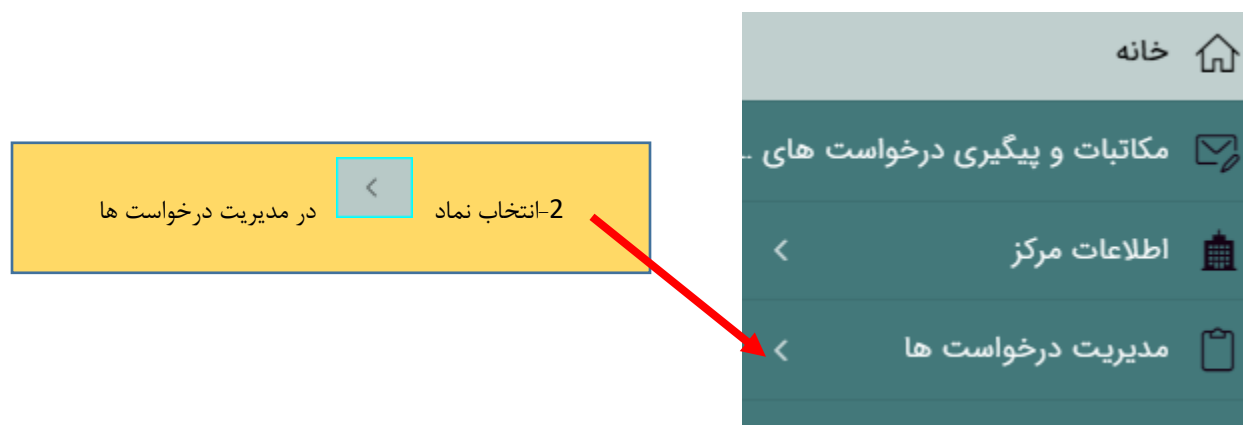 خانه
مکاتبات و پیگیری درخواست های ..
اطلاعات مرکز
مدیریت درخواست ها
2-انتخاب نماد > در مدیریت درخواست ها